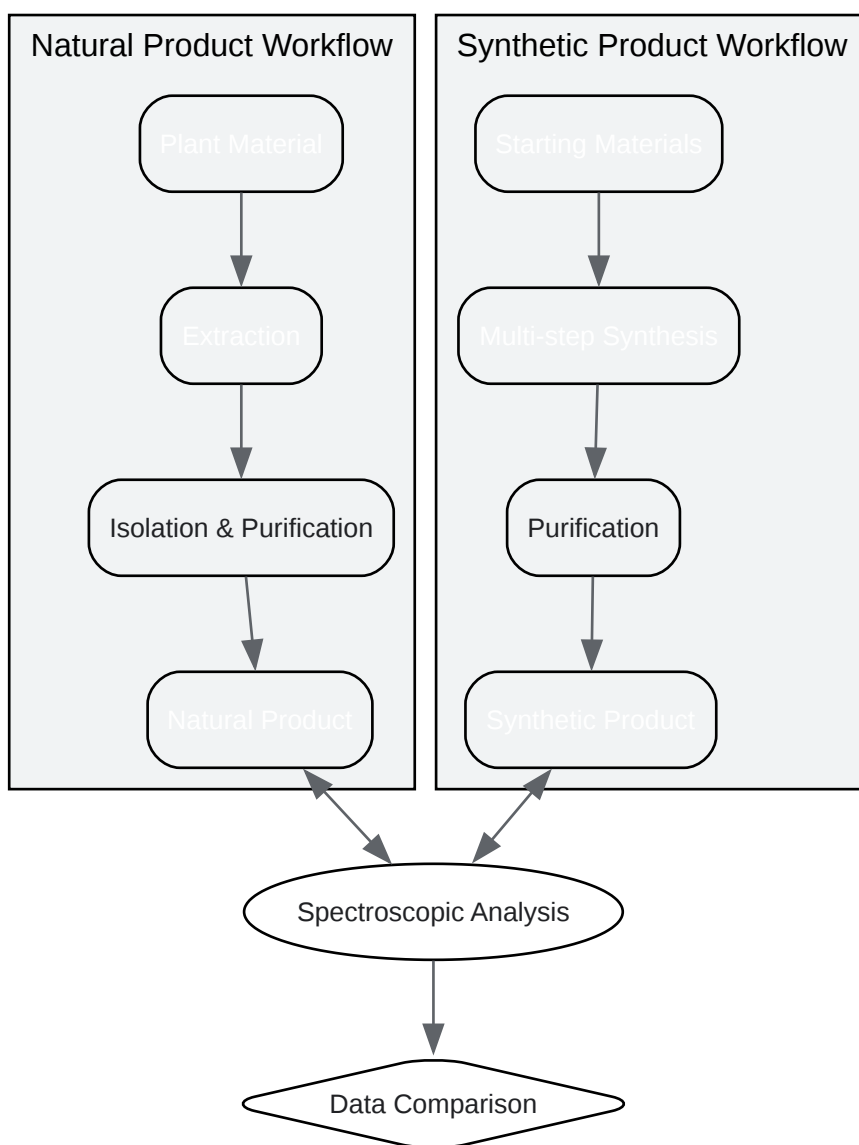 Natural Product Workflow
Plant Material
Extraction
Isolation & Purification
Natural Product
Synthetic Product Workflow
Starting Materials
Multi-step Synthesis
Purification
Synthetic Product
Spectroscopic Analysis
Data Comparison